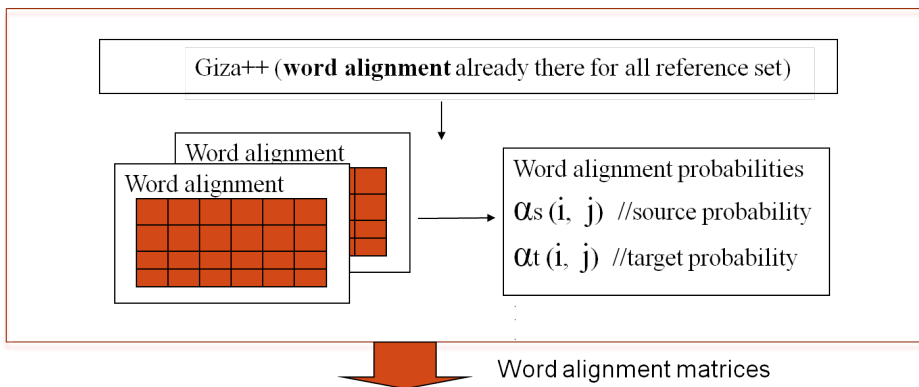 Giza++ (word alignment already there for all reference set)
Word alignment
Word alignment
Word alignment probabilities
αs (i, j) //source probability
αt (i, j) //target probability
Word alignment matrices